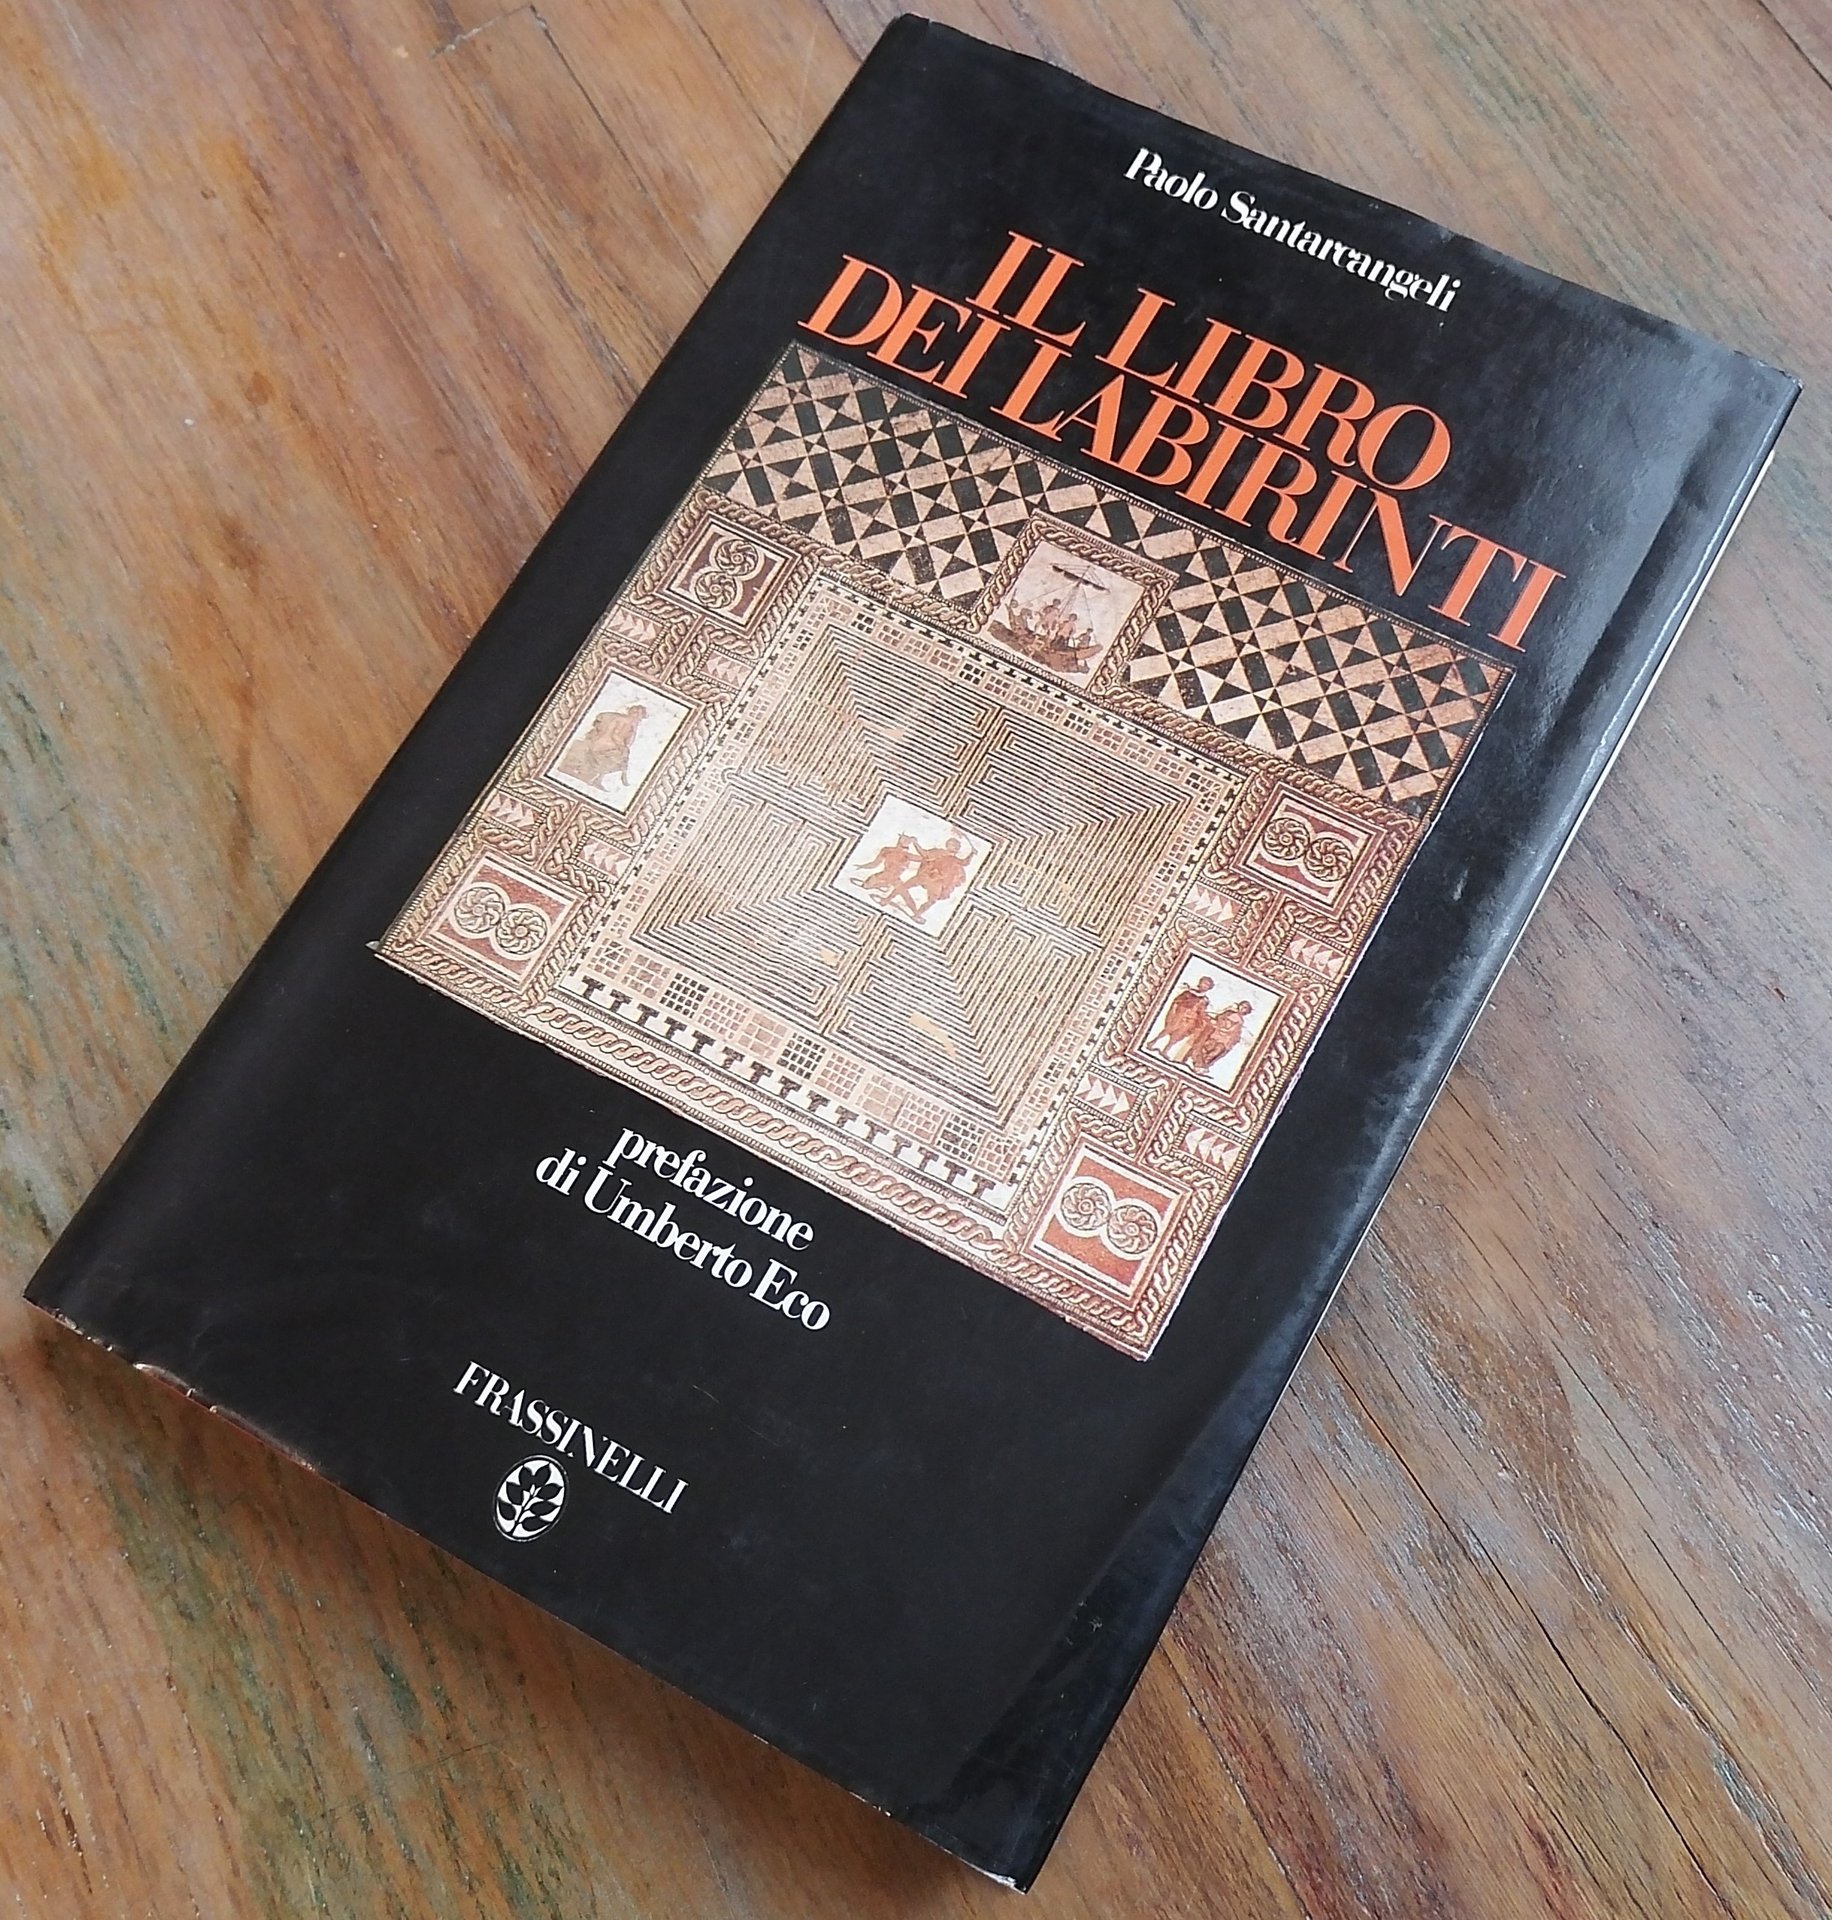 Paolo Santarcangeli
IL LIBRO
DEI LABIRINTI
prefazione
di Umberto Eco
FRASSINELLI